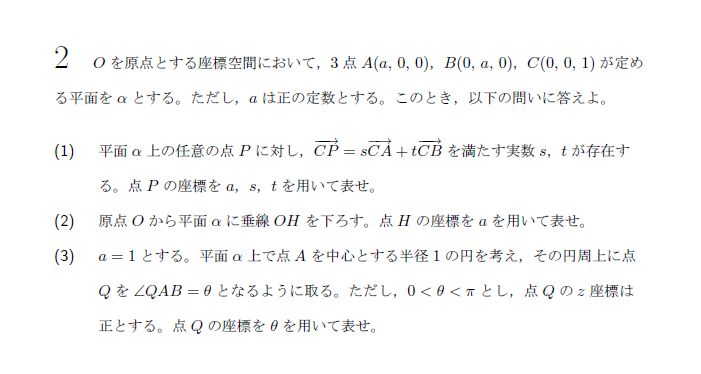 2 O を原点とする座標空間において，3 点 A(a, 0, 0)，B(0, a, 0)，C(0, 0, 1) が定め
る平面を α とする。ただし，a は正の定数とする。このとき，以下の問いに答えよ。
(1) 平面 α 上の任意の点 P に対し，$\overrightarrow{CP} = s\overrightarrow{CA} + t\overrightarrow{CB}$ を満たす実数 s，t が存在す
る。点 P の座標を a，s，t を用いて表せ。
(2) 原点 O から平面 α に垂線 OH を下ろす。点 H の座標を a を用いて表せ。
(3) a = 1 とする。平面 α 上で点 A を中心とする半径 1 の円を考え，その円周上に点
Q を ∠QAB = θ となるように取る。ただし，0 < θ < π とし，点 Q の z 座標は
正とする。点 Q の座標を θ を用いて表せ。